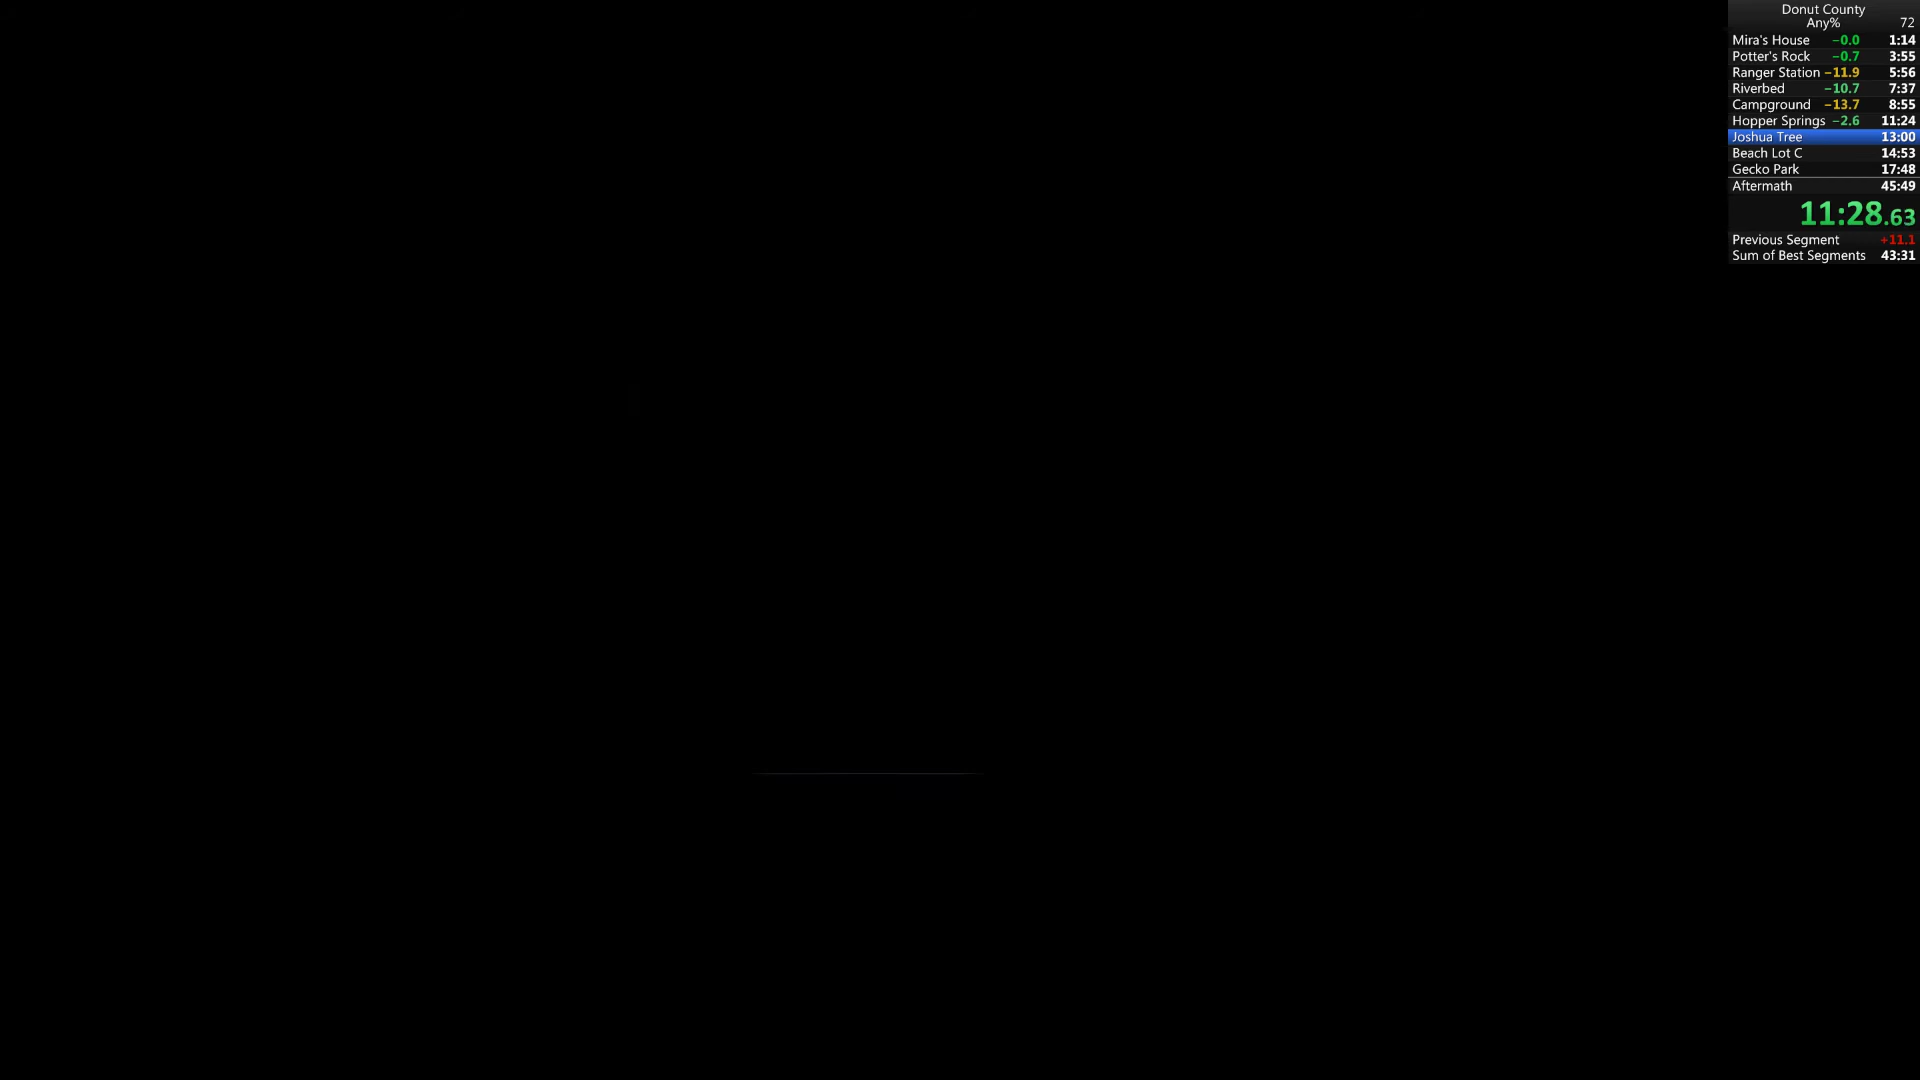 Donut County
Any% 72
Mira's House −0.0 1:14
Potter's Rock −0.7 3:55
Ranger Station −11.9 5:56
Riverbed −10.7 7:37
Campground −13.7 8:55
Hopper Springs −2.6 11:24
Joshua Tree 13:00
Beach Lot C 14:53
Gecko Park 17:48
Aftermath 45:49
11:28.63
Previous Segment +11.1
Sum of Best Segments 43:31